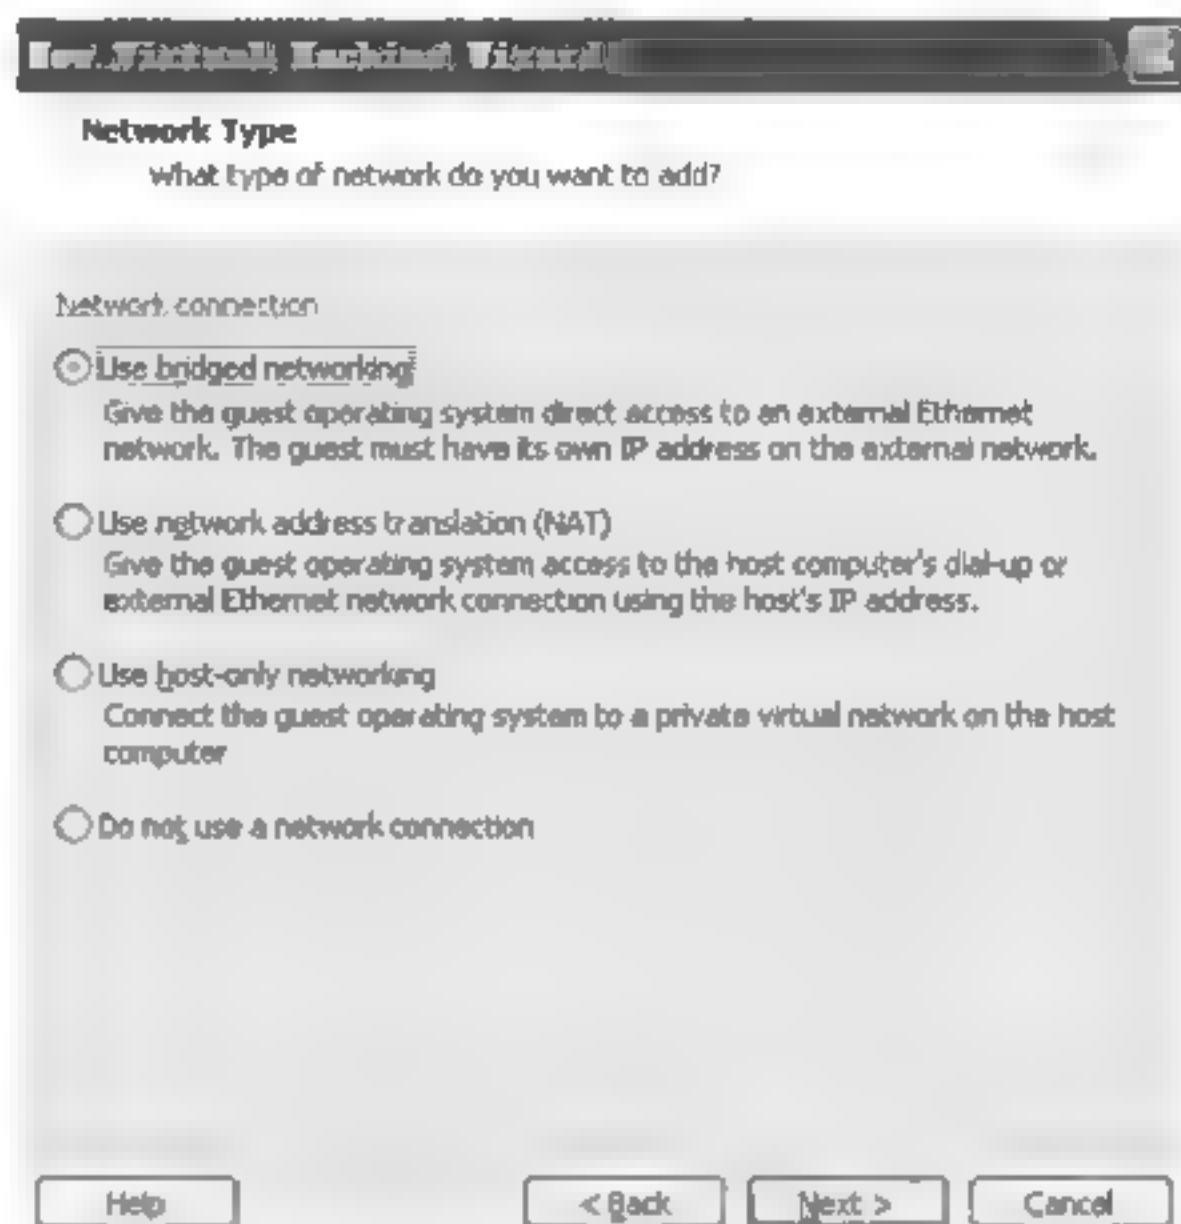 New Virtual Machine Wizard
Network Type
What type of network do you want to add?
Network connection
Use bridged networking
Give the guest operating system direct access to an external Ethernet
network. The guest must have its own IP address on the external network.
Use network address translation (NAT)
Give the guest operating system access to the host computer's dial-up or
external Ethernet network connection using the host's IP address.
Use host-only networking
Connect the guest operating system to a private virtual network on the host
computer
Do not use a network connection
Help
< Back
Next >
Cancel